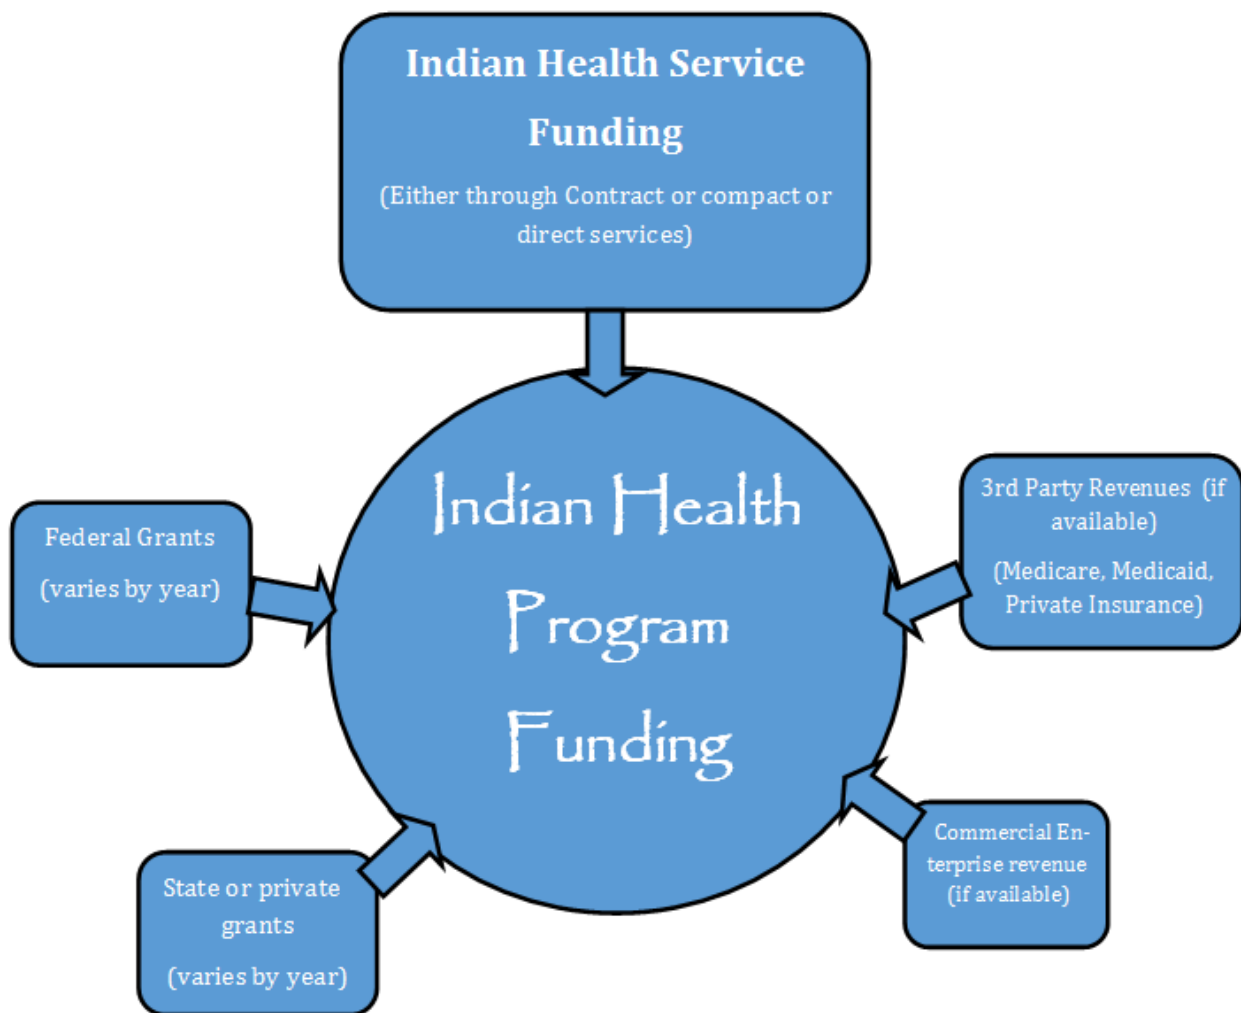 Indian Health Service
Funding
(Either through Contract or compact or
direct services)
Indian Health
Program
Funding
Federal Grants
(varies by year)
3rd Party Revenues (if
available)
(Medicare, Medicaid,
Private Insurance)
State or private
grants
(varies by year)
Commercial En-
terprise revenue
(if available)